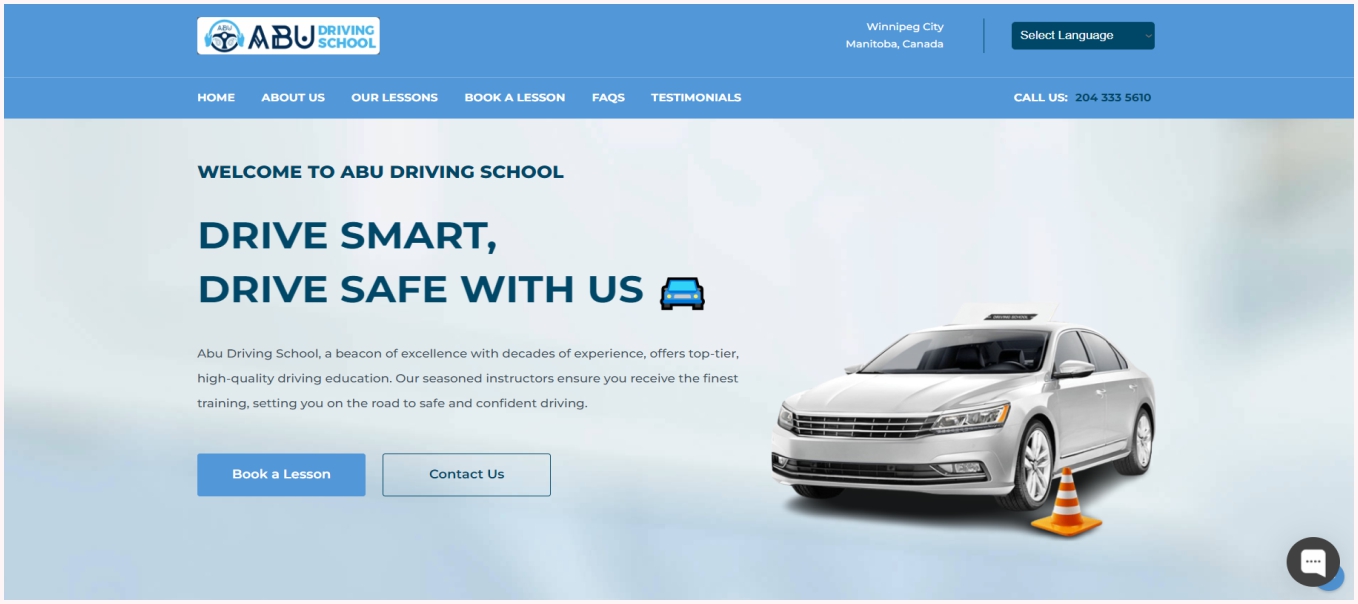 ABU
ABU DRIVING SCHOOL
Winnipeg City
Manitoba, Canada
Select Language
HOME ABOUT US OUR LESSONS BOOK A LESSON FAQS TESTIMONIALS
CALL US: 204 333 5610
WELCOME TO ABU DRIVING SCHOOL
DRIVE SMART,
DRIVE SAFE WITH US
Abu Driving School, a beacon of excellence with decades of experience, offers top-tier,
high-quality driving education. Our seasoned instructors ensure you receive the finest
training, setting you on the road to safe and confident driving.
DRIVING SCHOOL
Book a Lesson
Contact Us